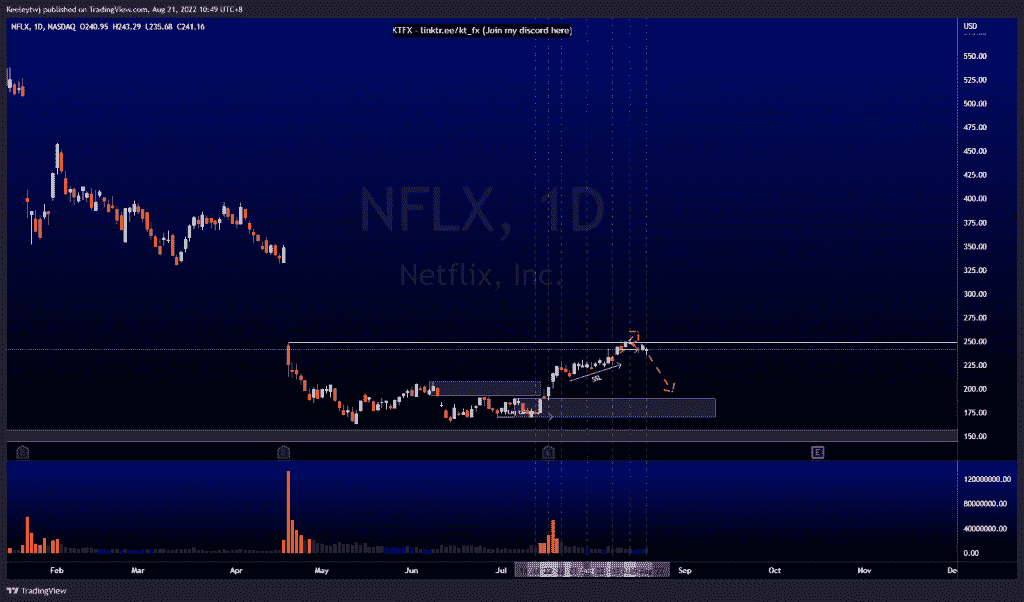 Keeleytwj published on TradingView.com, Aug 21, 2022 10:49 UTC+8
NFLX, 1D, NASDAQ O240.95 H243.29 L235.68 C241.16
KTFX - linktr.ee/kt_fx (Join my discord here)
USD
550.00
525.00
500.00
475.00
450.00
425.00
400.00
375.00
350.00
325.00
300.00
275.00
250.00
225.00
200.00
175.00
150.00
NFLX, 1D
Netflix, Inc.
SSL
E
120000000.00
80000000.00
40000000.00
0.00
Feb
Mar
Apr
May
Jun
Jul
Sep
Oct
Nov
De
TradingView